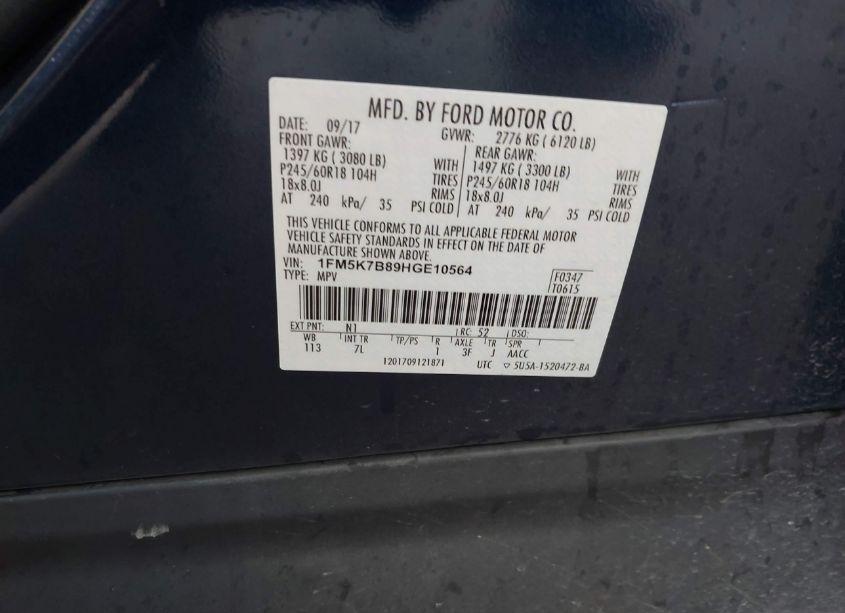 MFD. BY FORD MOTOR CO.
DATE: 09/17 GVWR: 2776 KG ( 6120 LB)
FRONT GAWR: REAR GAWR:
1397 KG ( 3080 LB) WITH 1497 KG ( 3300 LB) WITH
P245/60R18 104H TIRES P245/60R18 104H TIRES
18x8.0J RIMS 18x8.0J RIMS
AT 240 kPa/ 35 PSI COLD AT 240 kPa/ 35 PSI COLD
THIS VEHICLE CONFORMS TO ALL APPLICABLE FEDERAL MOTOR
VEHICLE SAFETY STANDARDS IN EFFECT ON THE DATE OF
MANUFACTURE SHOWN ABOVE.
VIN: 1FM5K7B89HGE10564
TYPE: MPV
F0347
T0615
EXT PNT: N1 RC: 52 DSO:
WB INT TR TP/PS R AXLE TR SPR
113 7L 1 3F J AACC
1201709121871 UTC ▽ 5U5A-1520472-BA